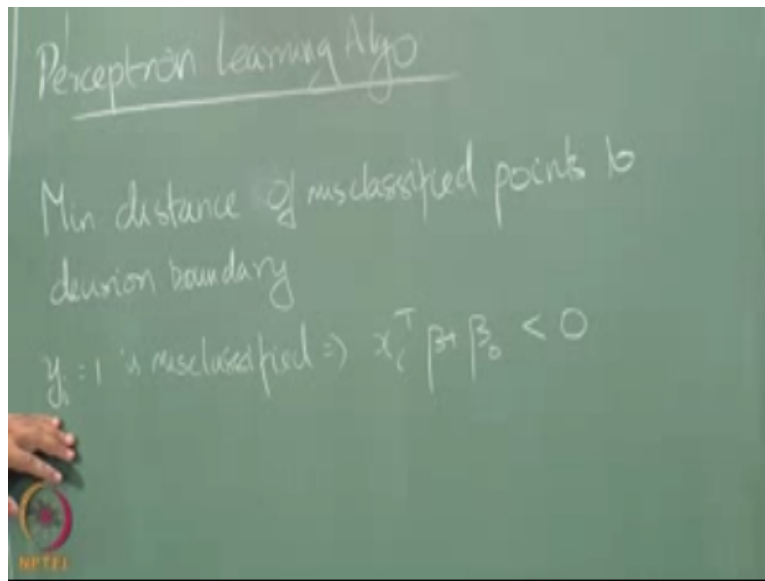 Perceptron Learning Algo
Min distance of misclassified points to
decision boundary
yᵢ = 1 is misclassified ⇒ xᵢᵀ β + β₀ < 0
NPTEL